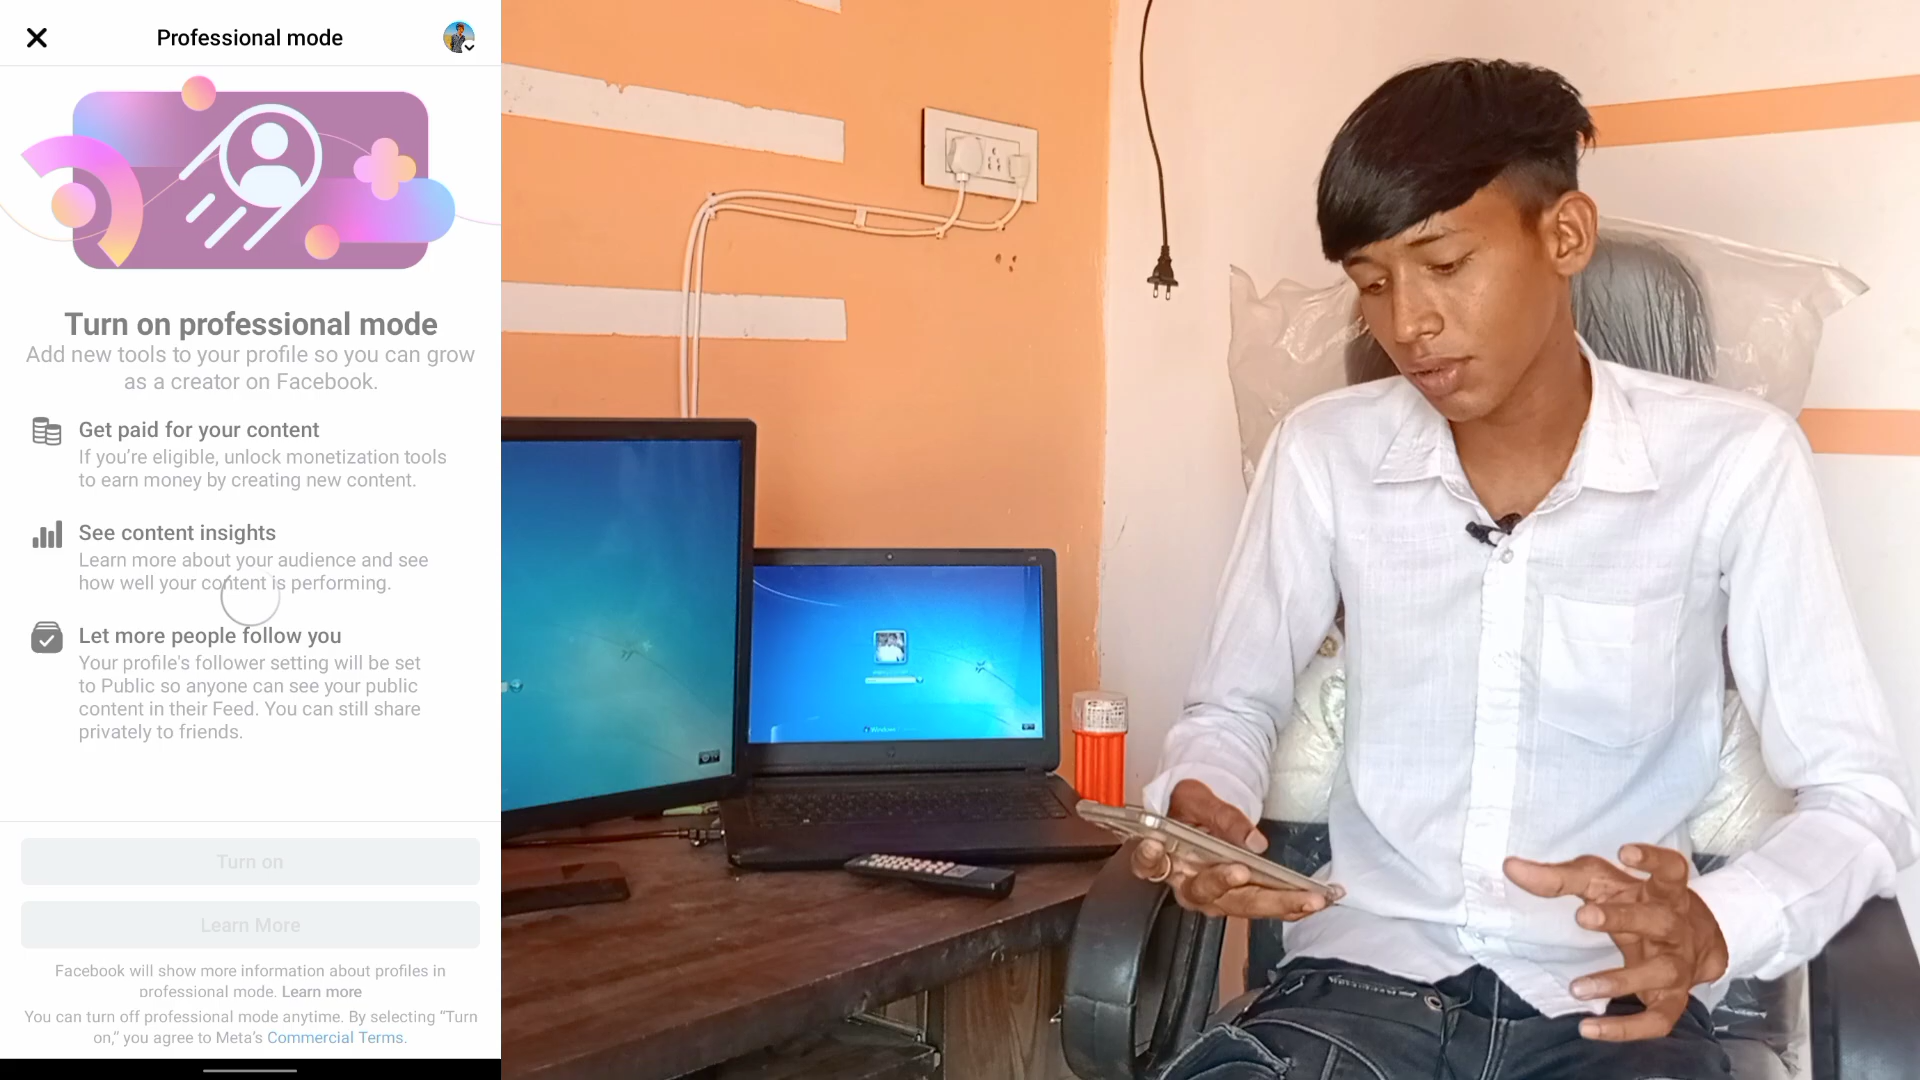 Professional mode
Turn on professional mode
Add new tools to your profile so you can grow
as a creator on Facebook.
Get paid for your content
If you’re eligible, unlock monetization tools
to earn money by creating new content.
See content insights
Learn more about your audience and see
how well your content is performing.
Let more people follow you
Your profile's follower setting will be set
to Public so anyone can see your public
content in their Feed. You can still share
privately to friends.
Turn on
Learn More
Facebook will show more information about profiles in
professional mode. Learn more
You can turn off professional mode anytime. By selecting “Turn
on,” you agree to Meta’s Commercial Terms.
Windows